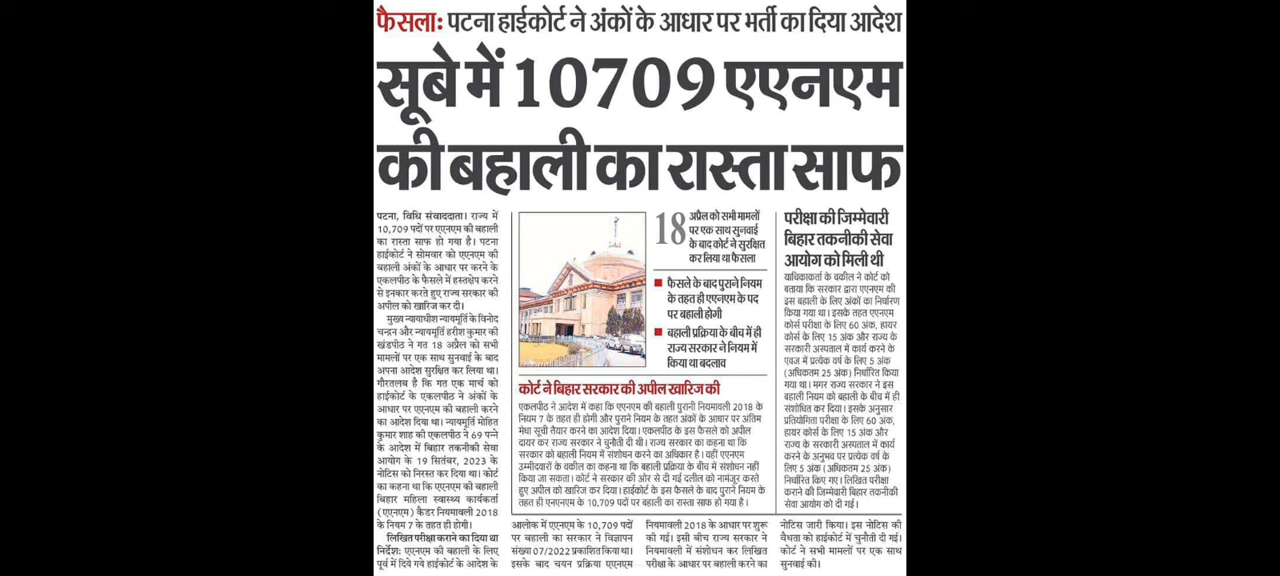 फैसला: पटना हाईकोर्ट ने अंकों के आधार पर भर्ती का दिया आदेश
सूबे में 10709 एएनएम
की बहाली का रास्ता साफ
पटना, विधि संवाददाता। राज्य में
10,709 पदों पर एएनएम की बहाली
का रास्ता साफ हो गया है। पटना
हाईकोर्ट ने सोमवार को एएनएम की
बहाली अंकों के आधार पर करने के
एकलपीठ के फैसले में हस्तक्षेप करने
से इनकार करते हुए राज्य सरकार की
अपील को खारिज कर दी।
मुख्य न्यायाधीश न्यायमूर्ति के विनोद
चन्द्रन और न्यायमूर्ति हरीश कुमार की
खंडपीठ ने गत 18 अप्रैल को सभी
मामलों पर एक साथ सुनवाई के बाद
अपना आदेश सुरक्षित कर लिया था।
गौरतलब है कि गत एक मार्च को
हाईकोर्ट के एकलपीठ ने अंकों के
आधार पर एएनएम की बहाली करने
का आदेश दिया था। न्यायमूर्ति मोहित
कुमार शाह की एकलपीठ ने 69 पन्ने
के आदेश में बिहार तकनीकी सेवा
आयोग के 19 सितंबर, 2023 के
नोटिस को निरस्त कर दिया था। कोर्ट
का कहना था कि एएनएम की बहाली
बिहार महिला स्वास्थ्य कार्यकर्ता
(एएनएम) कैडर नियमावली 2018
के नियम 7 के तहत ही होगी।
लिखित परीक्षा कराने का दिया था
निर्देश: एएनएम की बहाली के लिए
पूर्व में दिये गये हाईकोर्ट के आदेश के
18 अप्रैल को सभी मामलों
पर एक साथ सुनवाई
के बाद कोर्ट ने सुरक्षित
कर लिया था फैसला
■ फैसले के बाद पुराने नियम
के तहत ही एएनएम के पद
पर बहाली होगी
■ बहाली प्रक्रिया के बीच में ही
राज्य सरकार ने नियम में
किया था बदलाव
कोर्ट ने बिहार सरकार की अपील खारिज की
एकलपीठ ने आदेश में कहा कि एएनएम की बहाली पुरानी नियमावली 2018 के
नियम 7 के तहत ही होगी और पुराने नियम के तहत अंकों के आधार पर अंतिम
मेधा सूची तैयार करने का आदेश दिया। एकलपीठ के इस फैसले को अपील
दायर कर राज्य सरकार ने चुनौती दी थी। राज्य सरकार का कहना था कि
सरकार को बहाली नियम में संशोधन करने का अधिकार है। वहीं एएनएम
उम्मीदवारों के वकील का कहना था कि बहाली प्रक्रिया के बीच में संशोधन नहीं
किया जा सकता। कोर्ट ने सरकार की ओर से दी गई दलील को नामंजूर करते
हुए अपील को खारिज कर दिया। हाईकोर्ट के इस फैसले के बाद पुराने नियम के
तहत ही एनएनएम के 10,709 पदों पर बहाली का रास्ता साफ हो गया है।
आलोक में एएनएम के 10,709 पदों
पर बहाली का सरकार ने विज्ञापन
संख्या 07/2022 प्रकाशित किया था।
इसके बाद चयन प्रक्रिया एएनएम
नियमावली 2018 के आधार पर शुरू
की गई। इसी बीच राज्य सरकार ने
नियमावली में संशोधन कर लिखित
परीक्षा के आधार पर बहाली करने का
नोटिस जारी किया। इस नोटिस की
वैधता को हाईकोर्ट में चुनौती दी गई।
कोर्ट ने सभी मामलों पर एक साथ
सुनवाई की।
परीक्षा की जिम्मेवारी
बिहार तकनीकी सेवा
आयोग को मिली थी
याचिकाकर्ता के वकील ने कोर्ट को
बताया कि सरकार द्वारा एएनएम की
इस बहाली के लिए अंकों का निर्धारण
किया गया था। इसके तहत एएनएम
कोर्स परीक्षा के लिए 60 अंक, हायर
कोर्स के लिए 15 अंक और राज्य के
सरकारी अस्पताल में कार्य करने के
एवज में प्रत्येक वर्ष के लिए 5 अंक
(अधिकतम 25 अंक) निर्धारित किया
गया था। मगर राज्य सरकार ने इस
बहाली नियम को बहाली के बीच में ही
संशोधित कर दिया। इसके अनुसार
प्रतियोगिता परीक्षा के लिए 60 अंक,
हायर कोर्स के लिए 15 अंक और
राज्य के सरकारी अस्पताल में कार्य
करने के अनुभव पर प्रत्येक वर्ष के
लिए 5 अंक (अधिकतम 25 अंक)
निर्धारित किए गए। लिखित परीक्षा
कराने की जिम्मेवारी बिहार तकनीकी
सेवा आयोग को दी गई।